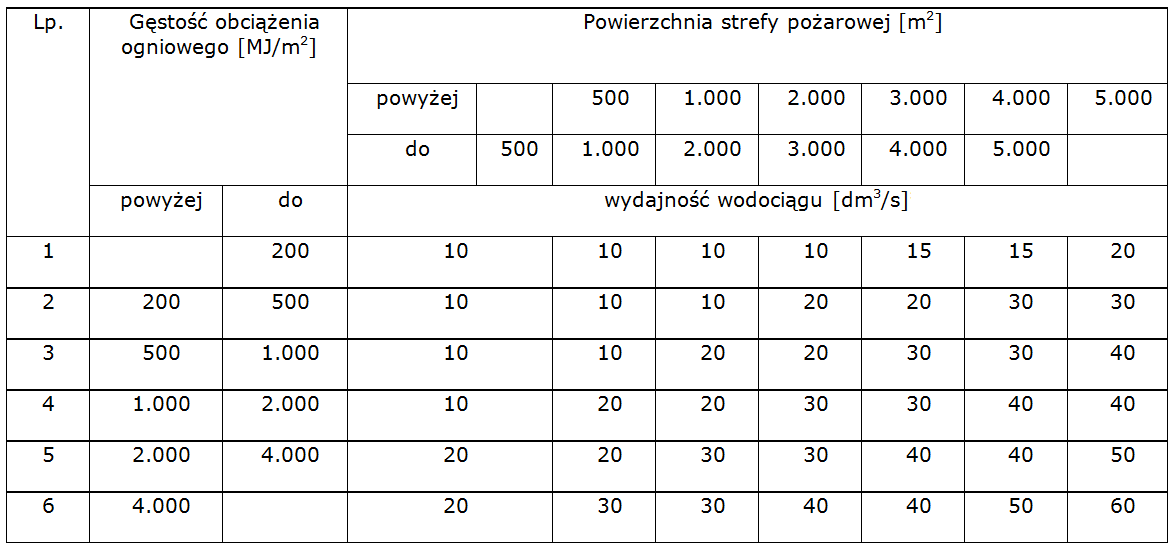 Lp. Gęstość obciążenia Powierzchnia strefy pożarowej [m²]
ogniowego [MJ/m²]
powyżej 500 1.000 2.000 3.000 4.000 5.000
do 500 1.000 2.000 3.000 4.000 5.000
powyżej do wydajność wodociągu [dm³/s]
1 200 10 10 10 10 15 15 20
2 200 500 10 10 10 20 20 30 30
3 500 1.000 10 10 20 20 30 30 40
4 1.000 2.000 10 20 20 30 30 40 40
5 2.000 4.000 20 20 30 30 40 40 50
6 4.000 20 30 30 40 40 50 60